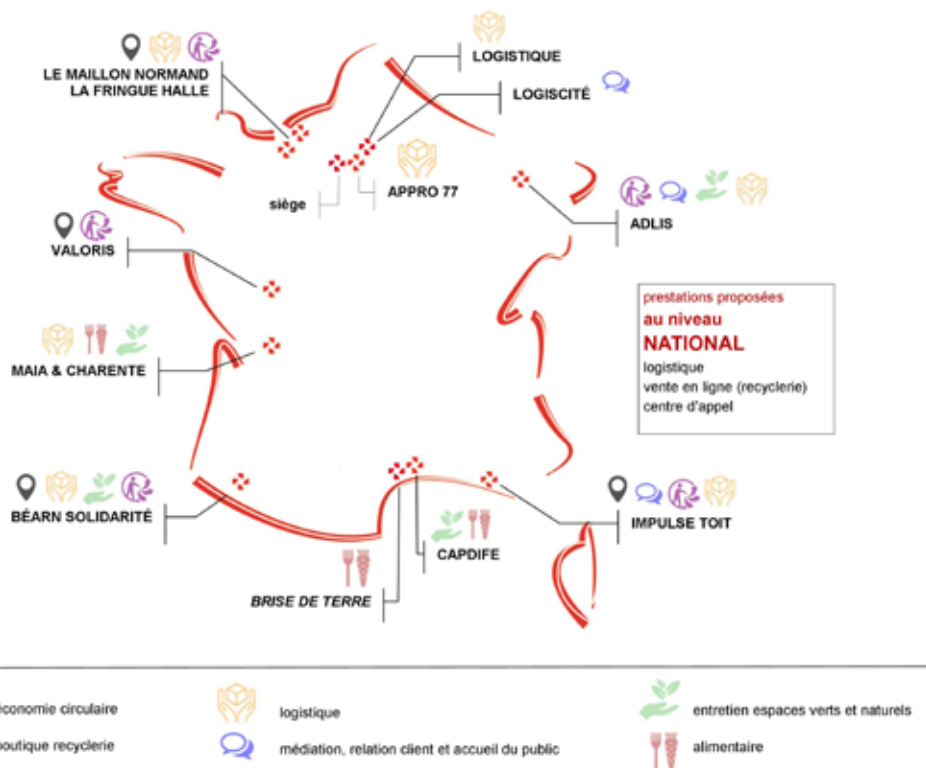 LOGISTIQUE
LE MAILLON NORMAND
LA FRINGUE HALLE
LOGISCITÉ
APPRO 77
siège
ADLIS
VALORIS
prestations proposées
au niveau
NATIONAL
logistique
vente en ligne (recyclerie)
centre d'appel
MAIA & CHARENTE
BÉARN SOLIDARITÉ
IMPULSE TOIT
CAPDIFE
BRISE DE TERRE
économie circulaire
logistique
entretien espaces verts et naturels
boutique recyclerie
médiation, relation client et accueil du public
alimentaire